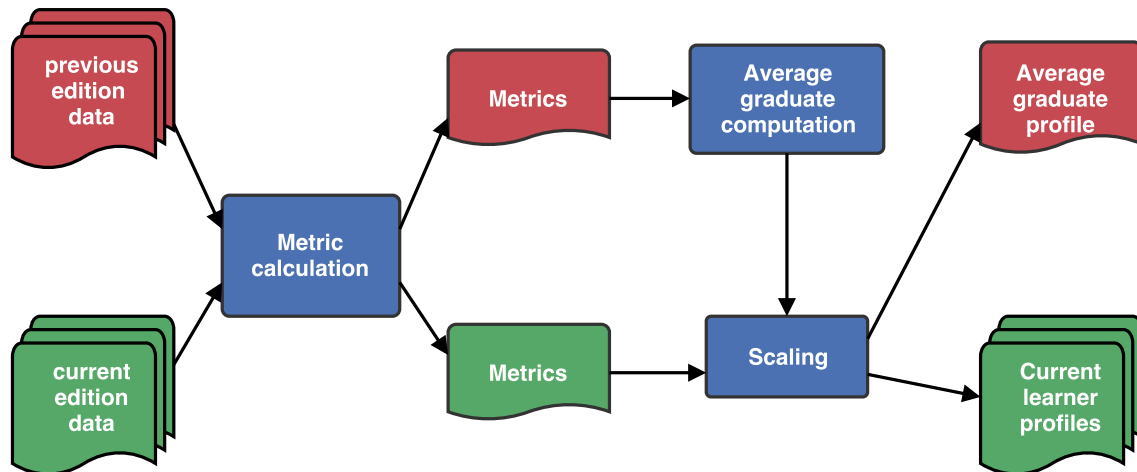 previous
edition
data
Metrics
Average
graduate
computation
Average
graduate
profile
Metric
calculation
current
edition
data
Metrics
Scaling
Current
learner
profiles